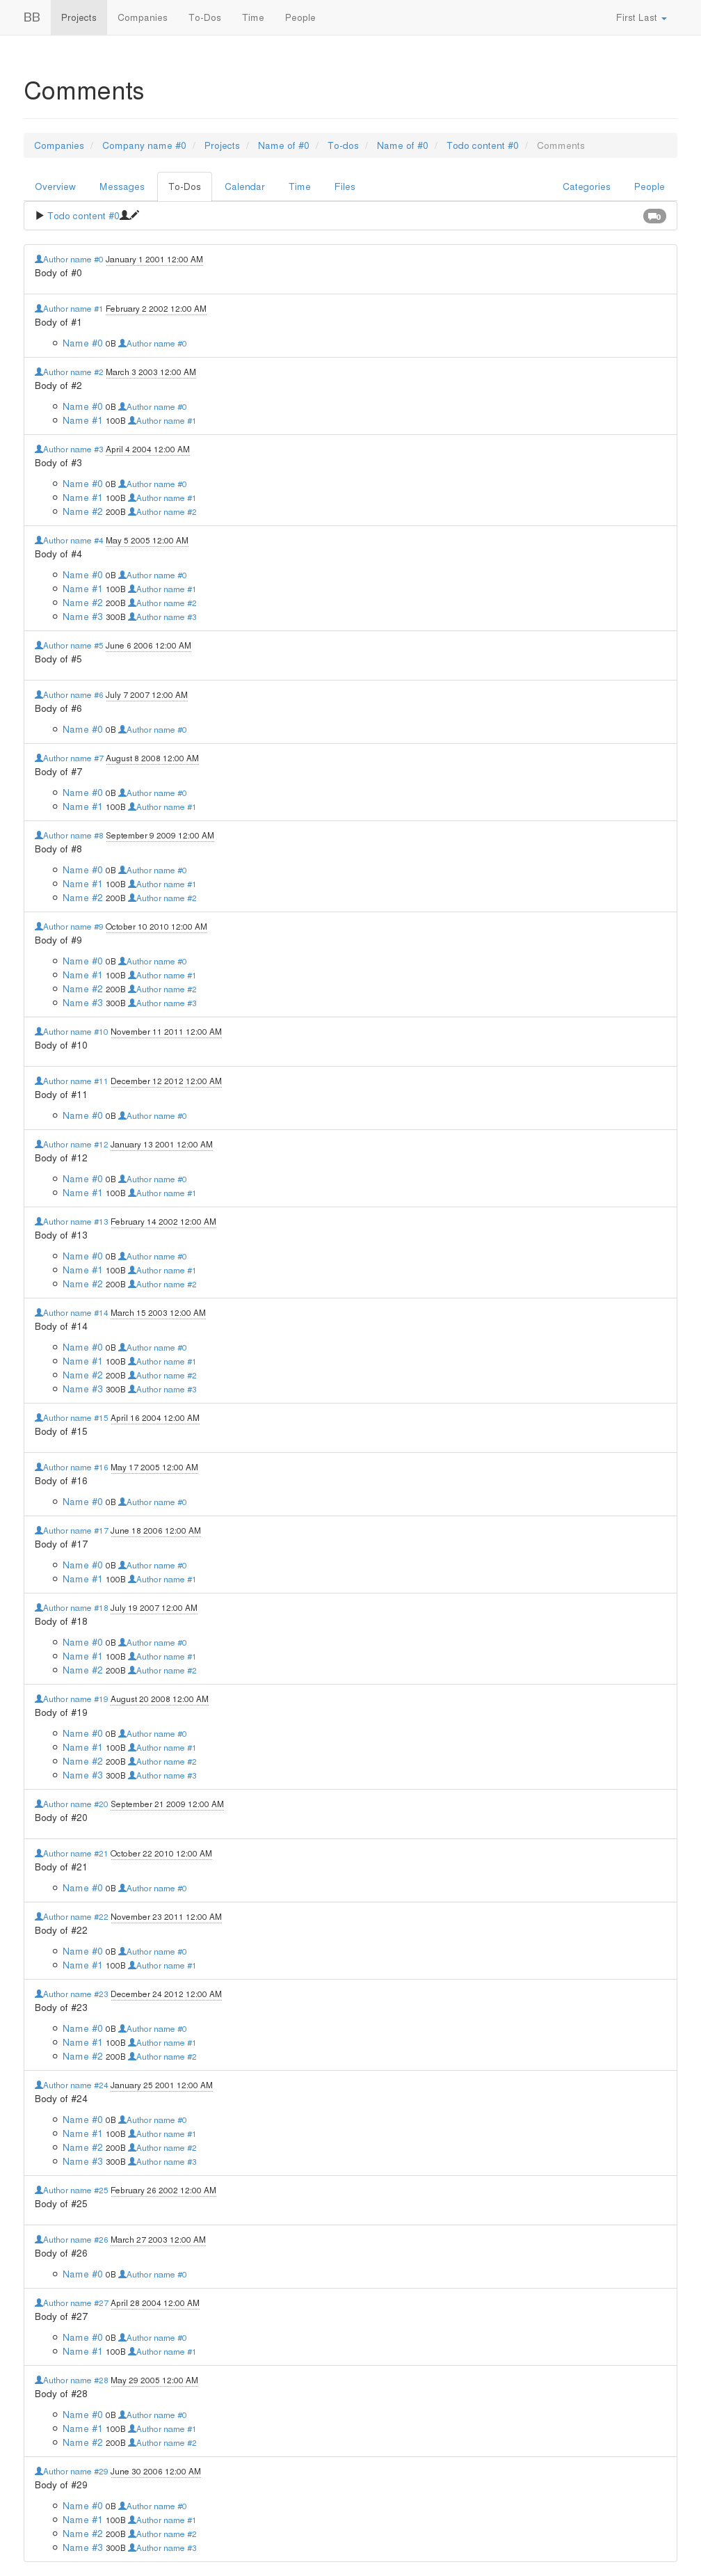 BB Projects Companies To-Dos Time People First Last
Comments
Companies / Company name #0 / Projects / Name of #0 / To-dos / Name of #0 / Todo content #0 / Comments
Overview Messages To-Dos Calendar Time Files Categories People
Todo content #0 0
Author name #0 January 1 2001 12:00 AM
Body of #0
Author name #1 February 2 2002 12:00 AM
Body of #1
Name #0 0B Author name #0
Author name #2 March 3 2003 12:00 AM
Body of #2
Name #0 0B Author name #0
Name #1 100B Author name #1
Author name #3 April 4 2004 12:00 AM
Body of #3
Name #0 0B Author name #0
Name #1 100B Author name #1
Name #2 200B Author name #2
Author name #4 May 5 2005 12:00 AM
Body of #4
Name #0 0B Author name #0
Name #1 100B Author name #1
Name #2 200B Author name #2
Name #3 300B Author name #3
Author name #5 June 6 2006 12:00 AM
Body of #5
Author name #6 July 7 2007 12:00 AM
Body of #6
Name #0 0B Author name #0
Author name #7 August 8 2008 12:00 AM
Body of #7
Name #0 0B Author name #0
Name #1 100B Author name #1
Author name #8 September 9 2009 12:00 AM
Body of #8
Name #0 0B Author name #0
Name #1 100B Author name #1
Name #2 200B Author name #2
Author name #9 October 10 2010 12:00 AM
Body of #9
Name #0 0B Author name #0
Name #1 100B Author name #1
Name #2 200B Author name #2
Name #3 300B Author name #3
Author name #10 November 11 2011 12:00 AM
Body of #10
Author name #11 December 12 2012 12:00 AM
Body of #11
Name #0 0B Author name #0
Author name #12 January 13 2001 12:00 AM
Body of #12
Name #0 0B Author name #0
Name #1 100B Author name #1
Author name #13 February 14 2002 12:00 AM
Body of #13
Name #0 0B Author name #0
Name #1 100B Author name #1
Name #2 200B Author name #2
Author name #14 March 15 2003 12:00 AM
Body of #14
Name #0 0B Author name #0
Name #1 100B Author name #1
Name #2 200B Author name #2
Name #3 300B Author name #3
Author name #15 April 16 2004 12:00 AM
Body of #15
Author name #16 May 17 2005 12:00 AM
Body of #16
Name #0 0B Author name #0
Author name #17 June 18 2006 12:00 AM
Body of #17
Name #0 0B Author name #0
Name #1 100B Author name #1
Author name #18 July 19 2007 12:00 AM
Body of #18
Name #0 0B Author name #0
Name #1 100B Author name #1
Name #2 200B Author name #2
Author name #19 August 20 2008 12:00 AM
Body of #19
Name #0 0B Author name #0
Name #1 100B Author name #1
Name #2 200B Author name #2
Name #3 300B Author name #3
Author name #20 September 21 2009 12:00 AM
Body of #20
Author name #21 October 22 2010 12:00 AM
Body of #21
Name #0 0B Author name #0
Author name #22 November 23 2011 12:00 AM
Body of #22
Name #0 0B Author name #0
Name #1 100B Author name #1
Author name #23 December 24 2012 12:00 AM
Body of #23
Name #0 0B Author name #0
Name #1 100B Author name #1
Name #2 200B Author name #2
Author name #24 January 25 2001 12:00 AM
Body of #24
Name #0 0B Author name #0
Name #1 100B Author name #1
Name #2 200B Author name #2
Name #3 300B Author name #3
Author name #25 February 26 2002 12:00 AM
Body of #25
Author name #26 March 27 2003 12:00 AM
Body of #26
Name #0 0B Author name #0
Author name #27 April 28 2004 12:00 AM
Body of #27
Name #0 0B Author name #0
Name #1 100B Author name #1
Author name #28 May 29 2005 12:00 AM
Body of #28
Name #0 0B Author name #0
Name #1 100B Author name #1
Name #2 200B Author name #2
Author name #29 June 30 2006 12:00 AM
Body of #29
Name #0 0B Author name #0
Name #1 100B Author name #1
Name #2 200B Author name #2
Name #3 300B Author name #3